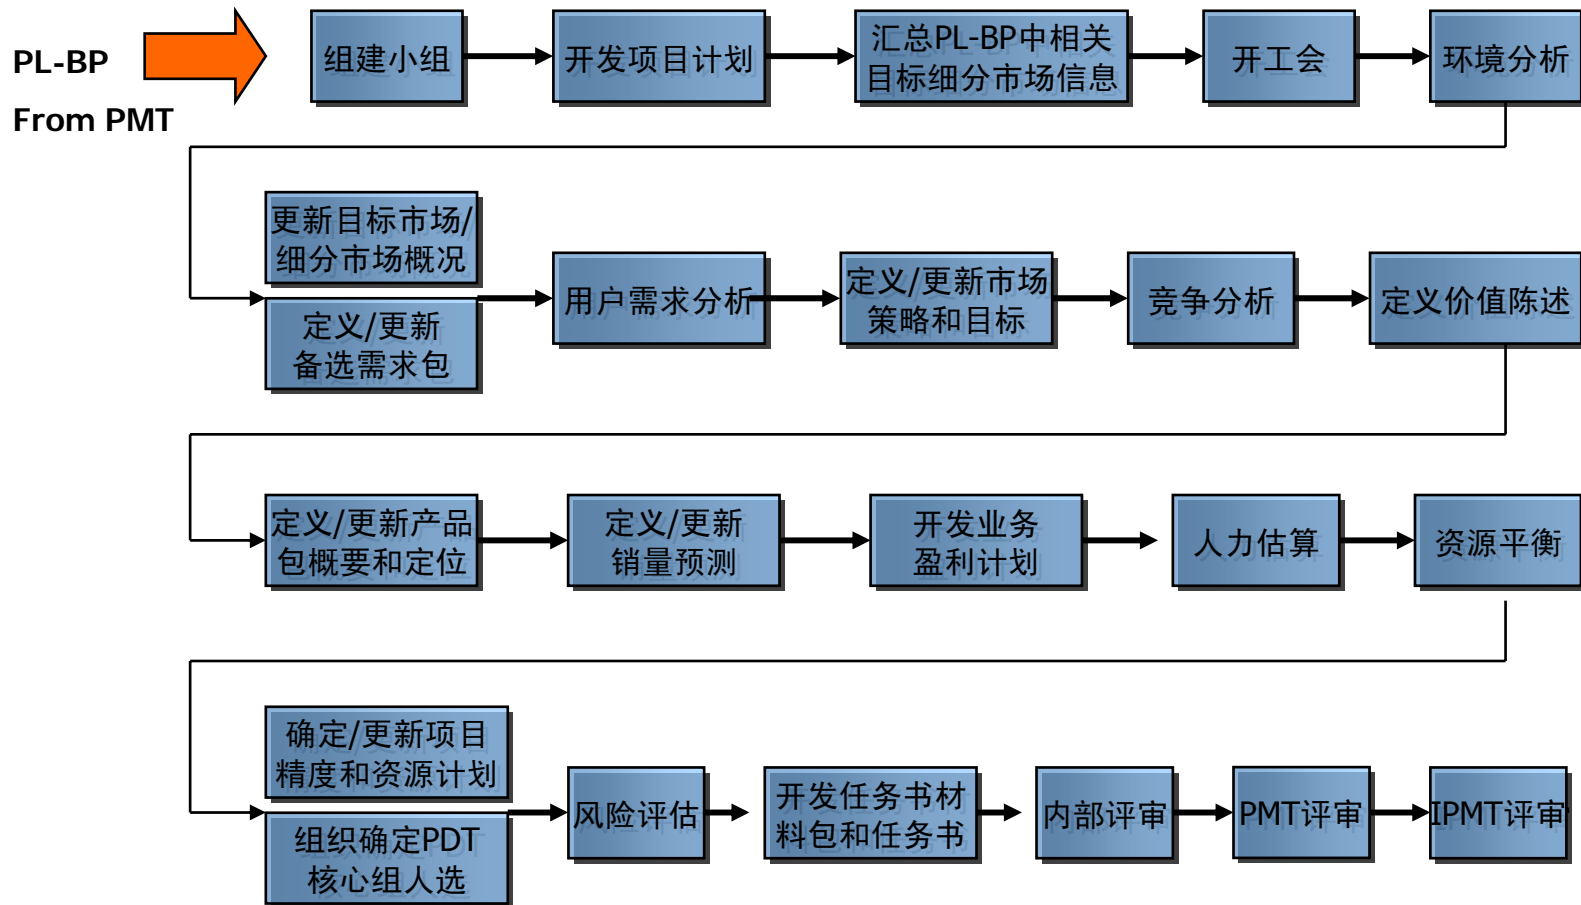 PL-BP
From PMT
组建小组
开发项目计划
汇总PL-BP中相关
目标细分市场信息
开工会
环境分析
更新目标市场/
细分市场概况
定义/更新
备选需求包
用户需求分析
定义/更新市场
策略和目标
竞争分析
定义价值陈述
定义/更新产品
包概要和定位
定义/更新
销量预测
开发业务
盈利计划
人力估算
资源平衡
确定/更新项目
精度和资源计划
组织确定PDT
核心组人选
风险评估
开发任务书材
料包和任务书
内部评审
PMT评审
IPMT评审